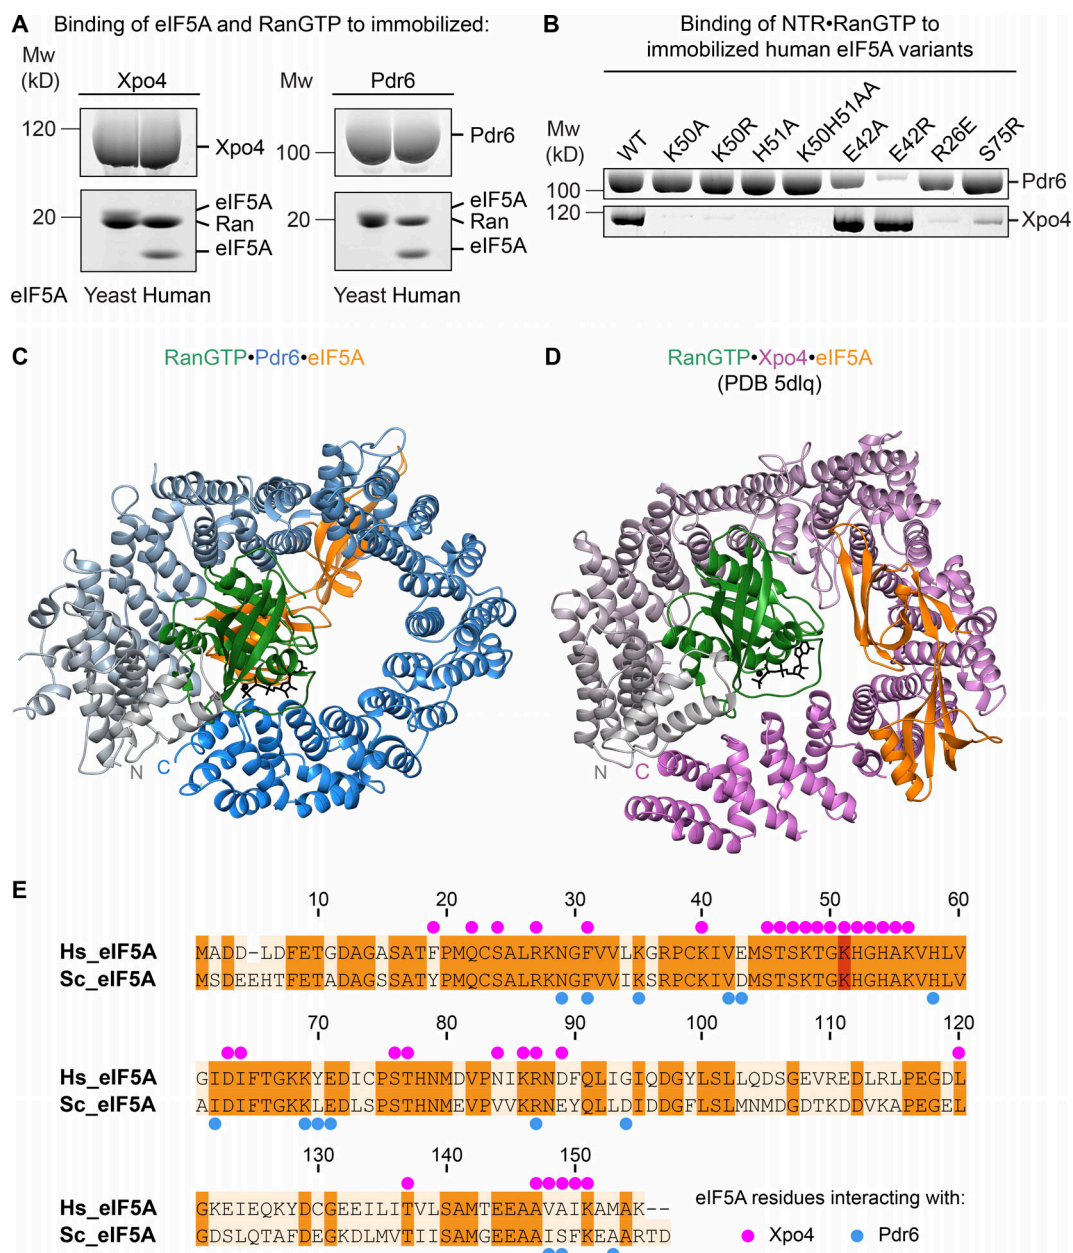 A Binding of eIF5A and RanGTP to immobilized:
Mw
(kD)
Xpo4
120
Xpo4
20
eIF5A
Ran
eIF5A
Mw
Pdr6
100
Pdr6
20
eIF5A
Ran
eIF5A
eIF5A Yeast Human
Yeast Human
B Binding of NTR•RanGTP to
immobilized human eIF5A variants
Mw
(kD)
WT K50A K50R H51A K50H51AA E42A E42R R26E S75R
100 Pdr6
120 Xpo4
C RanGTP•Pdr6•eIF5A
N C
D RanGTP•Xpo4•eIF5A
(PDB 5dlq)
N C
E
10 20 30 40 50 60
Hs_eIF5A MADD-LDFETGDAGASATFPMQCSALRKNGFVVLKGRPCKIVEMSTSKTGKHGHAKVHLV
Sc_eIF5A MSDEEHTFETADAGSSATYPMQCSALRKNGFVVIKSRPCKIVDMSTSKTGKHGHAKVHLV
70 80 90 100 110 120
Hs_eIF5A GIDIFTGKKYEDICPSTHNMDVPNIKRNDFQLIGIQDGYLSLLQDSGEVREDLRLPEGDL
Sc_eIF5A AIDIFTGKKLEDLSPSTHNMEVPVVKRNEYQLLDIDDGFLSLMNMDGDTKDDVKAPEGEL
130 140 150
Hs_eIF5A GKEIEQKYDCGEEILITVLSAMTEEAAVAIKAMAK--
Sc_eIF5A GDSLQTAFDEGKDLMVTIISAMGEEAAISFKEAARTD
eIF5A residues interacting with:
Xpo4 Pdr6